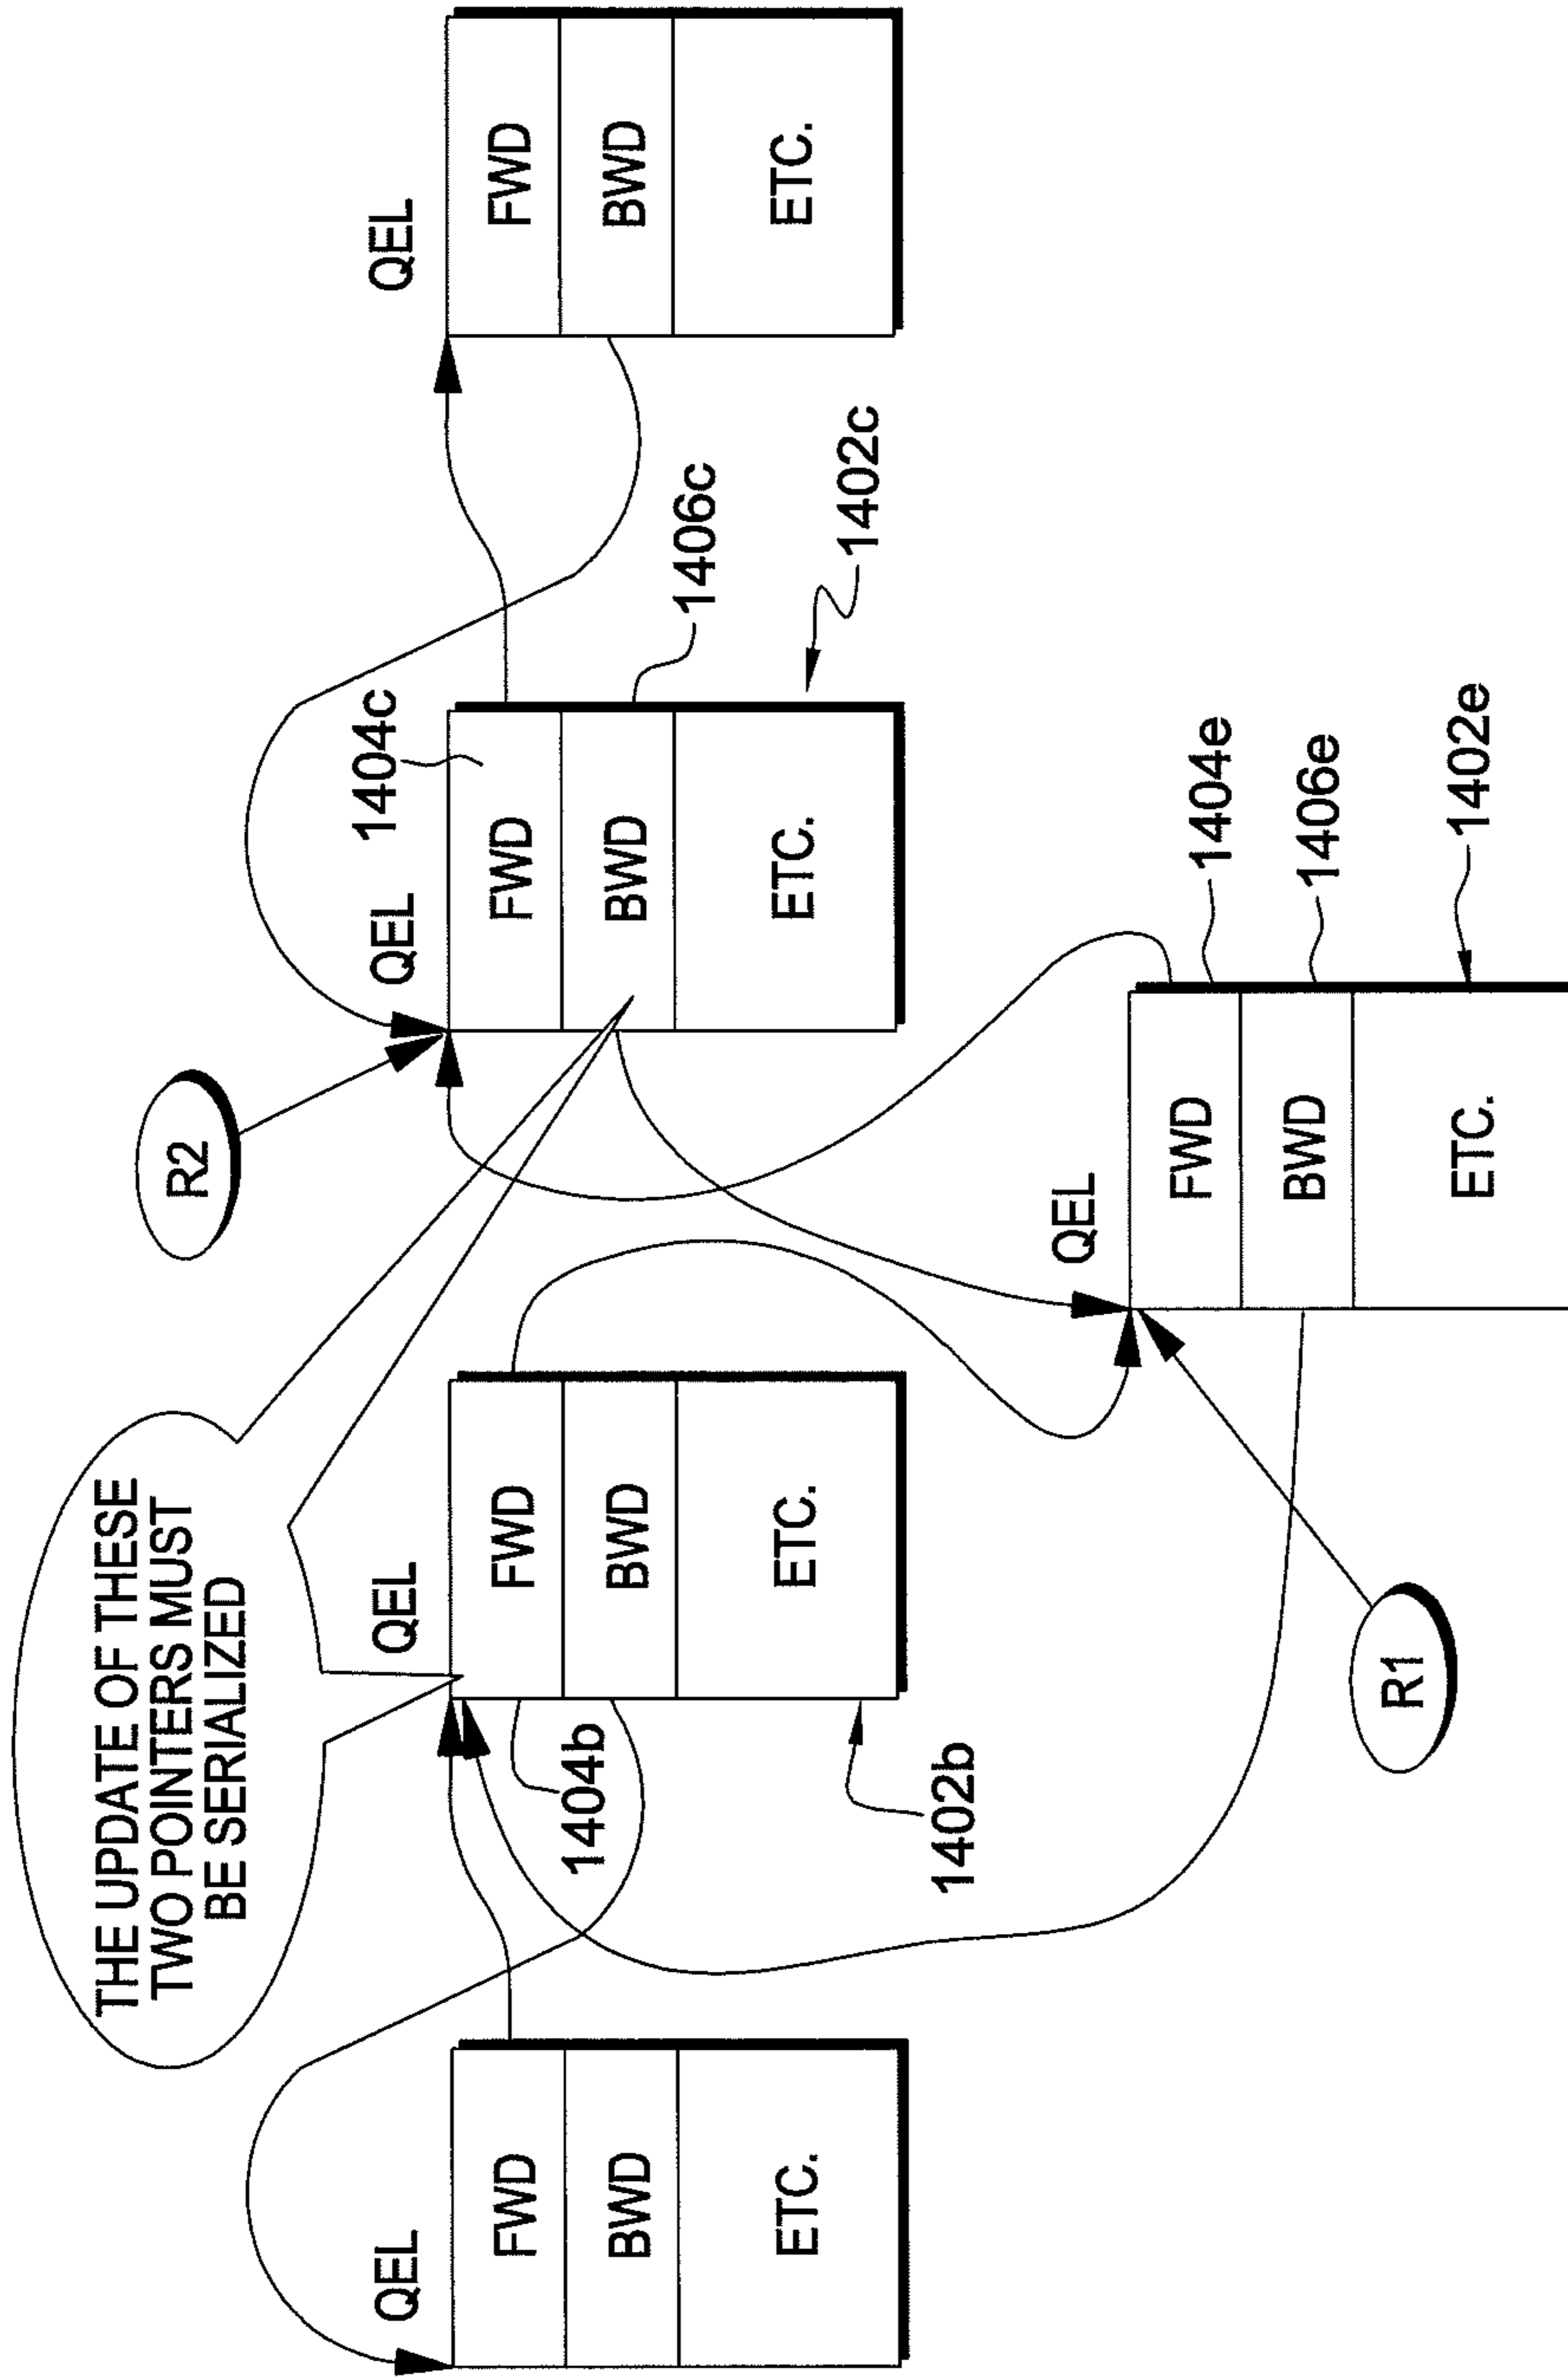 THE UPDATE OF THESE
TWO POINTERS MUST
BE SERIALIZED
R2
QEL
FWD
BWD
ETC.
QEL
FWD
BWD
ETC.
1404b
1402b
QEL
1404c
FWD
BWD
ETC.
1406c
1402c
QEL
FWD
BWD
ETC.
R1
QEL
FWD
BWD
ETC.
1404e
1406e
1402e